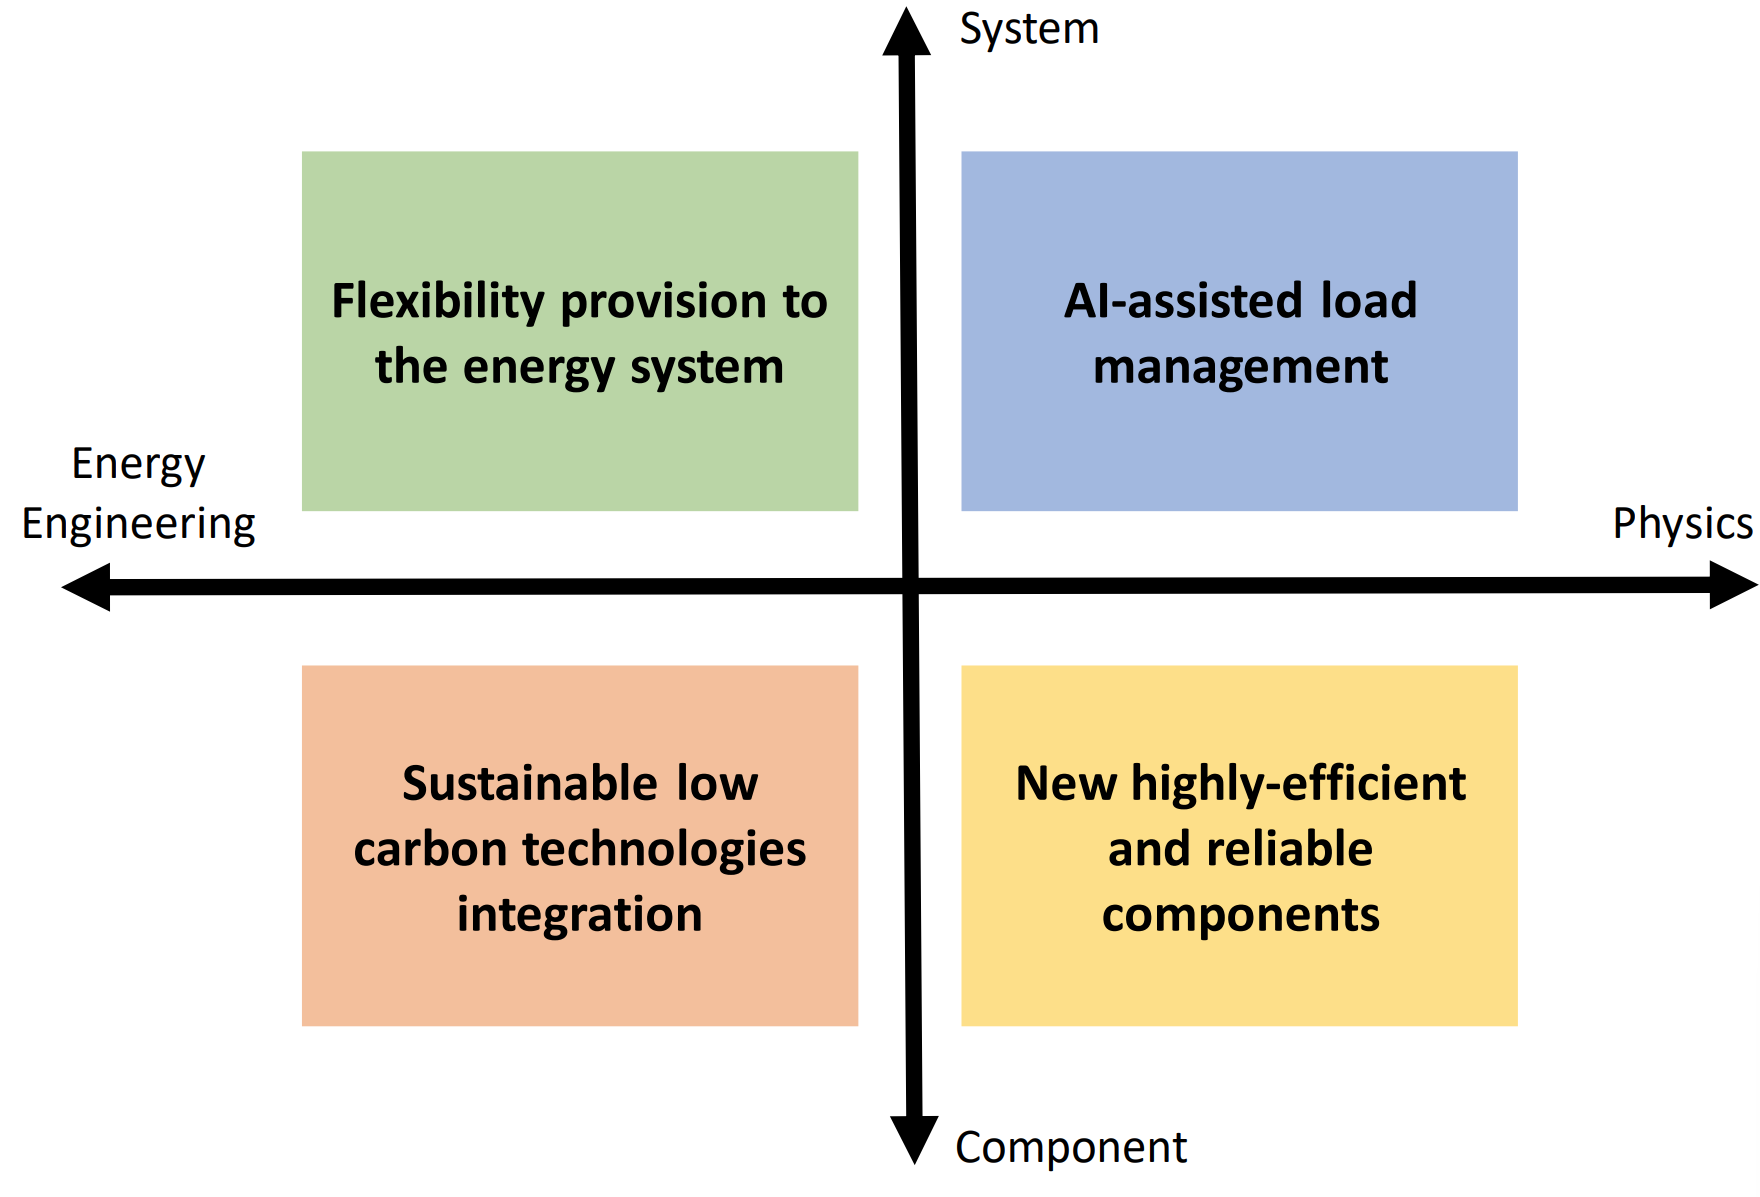 System
Flexibility provision to
the energy system
AI-assisted load
management
Energy
Engineering
Physics
Sustainable low
carbon technologies
integration
New highly-efficient
and reliable
components
Component